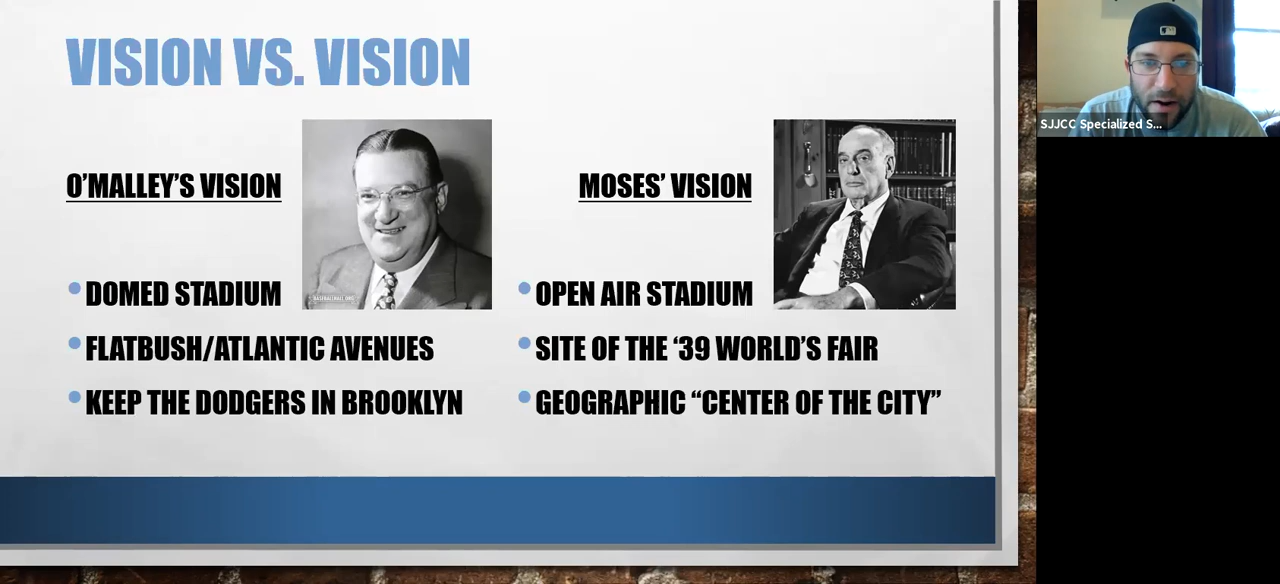 VISION VS. VISION
O'MALLEY'S VISION
DOMED STADIUM
FLATBUSH/ATLANTIC AVENUES
KEEP THE DODGERS IN BROOKLYN
MOSES' VISION
OPEN AIR STADIUM
SITE OF THE ‘39 WORLD'S FAIR
GEOGRAPHIC “CENTER OF THE CITY”
SJJCC Specialized S...